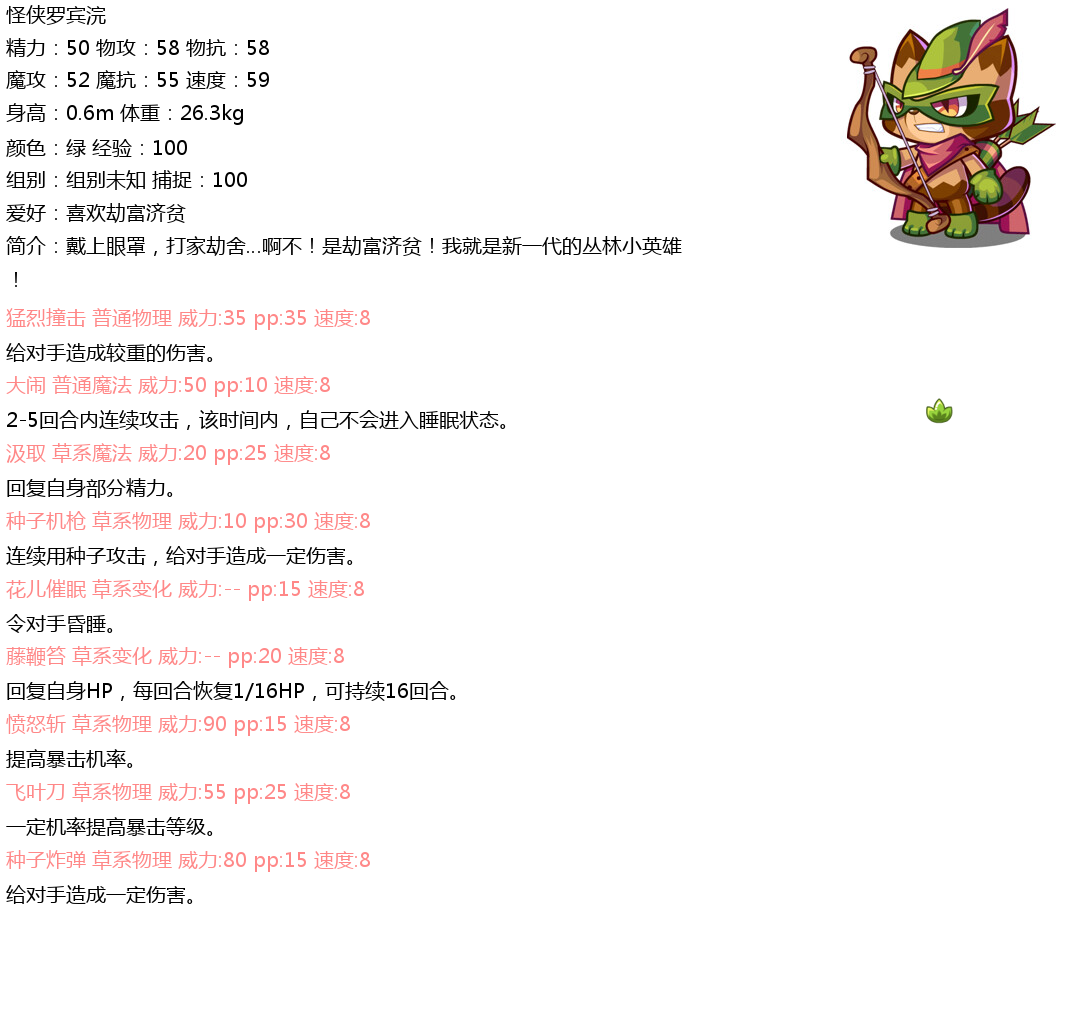 怪侠罗宾浣
精力：50 物攻：58 物抗：58
魔攻：52 魔抗：55 速度：59
身高：0.6m 体重：26.3kg
颜色：绿 经验：100
组别：组别未知 捕捉：100
爱好：喜欢劫富济贫
简介：戴上眼罩，打家劫舍...啊不！是劫富济贫！我就是新一代的丛林小英雄
！
猛烈撞击 普通物理 威力:35 pp:35 速度:8
给对手造成较重的伤害。
大闹 普通魔法 威力:50 pp:10 速度:8
2-5回合内连续攻击，该时间内，自己不会进入睡眠状态。
汲取 草系魔法 威力:20 pp:25 速度:8
回复自身部分精力。
种子机枪 草系物理 威力:10 pp:30 速度:8
连续用种子攻击，给对手造成一定伤害。
花儿催眠 草系变化 威力:-- pp:15 速度:8
令对手昏睡。
藤鞭笞 草系变化 威力:-- pp:20 速度:8
回复自身HP，每回合恢复1/16HP，可持续16回合。
愤怒斩 草系物理 威力:90 pp:15 速度:8
提高暴击机率。
飞叶刀 草系物理 威力:55 pp:25 速度:8
一定机率提高暴击等级。
种子炸弹 草系物理 威力:80 pp:15 速度:8
给对手造成一定伤害。